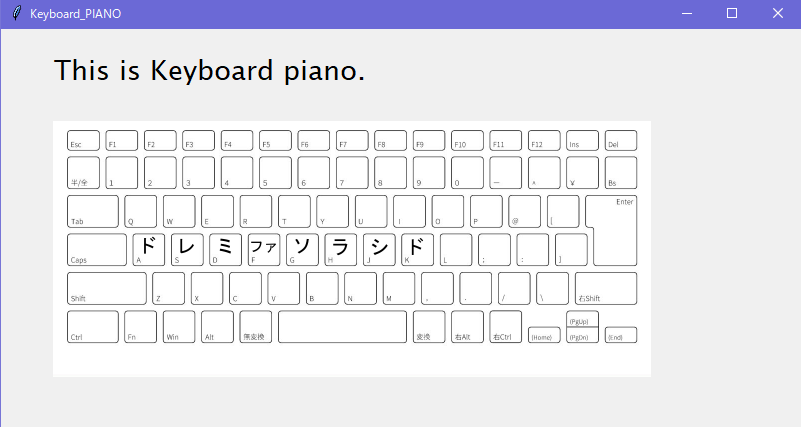 Keyboard_PIANO
This is Keyboard piano.
Esc F1 F2 F3 F4 F5 F6 F7 F8 F9 F10 F11 F12 Ins Del
半/全 1 2 3 4 5 6 7 8 9 0 ー ^ ¥ Bs
Tab Q W E R T Y U I O P @ [ Enter
ド レ ミ ファ ソ ラ シ ド
Caps A S D F G H J K L ; : ]
Shift Z X C V B N M , . / \ 右Shift
Ctrl Fn Win Alt 無変換 変換 右Alt 右Ctrl (Home) (PgUp) (PgDn) (End)